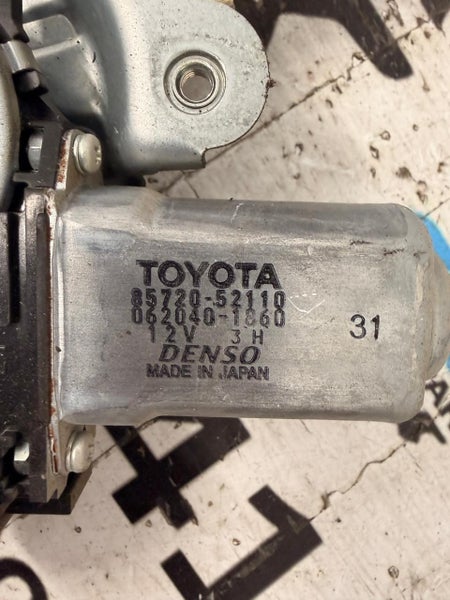 TOYOTA
85720-52110
062040-1860
12V 3H
DENSO
MADE IN JAPAN
31